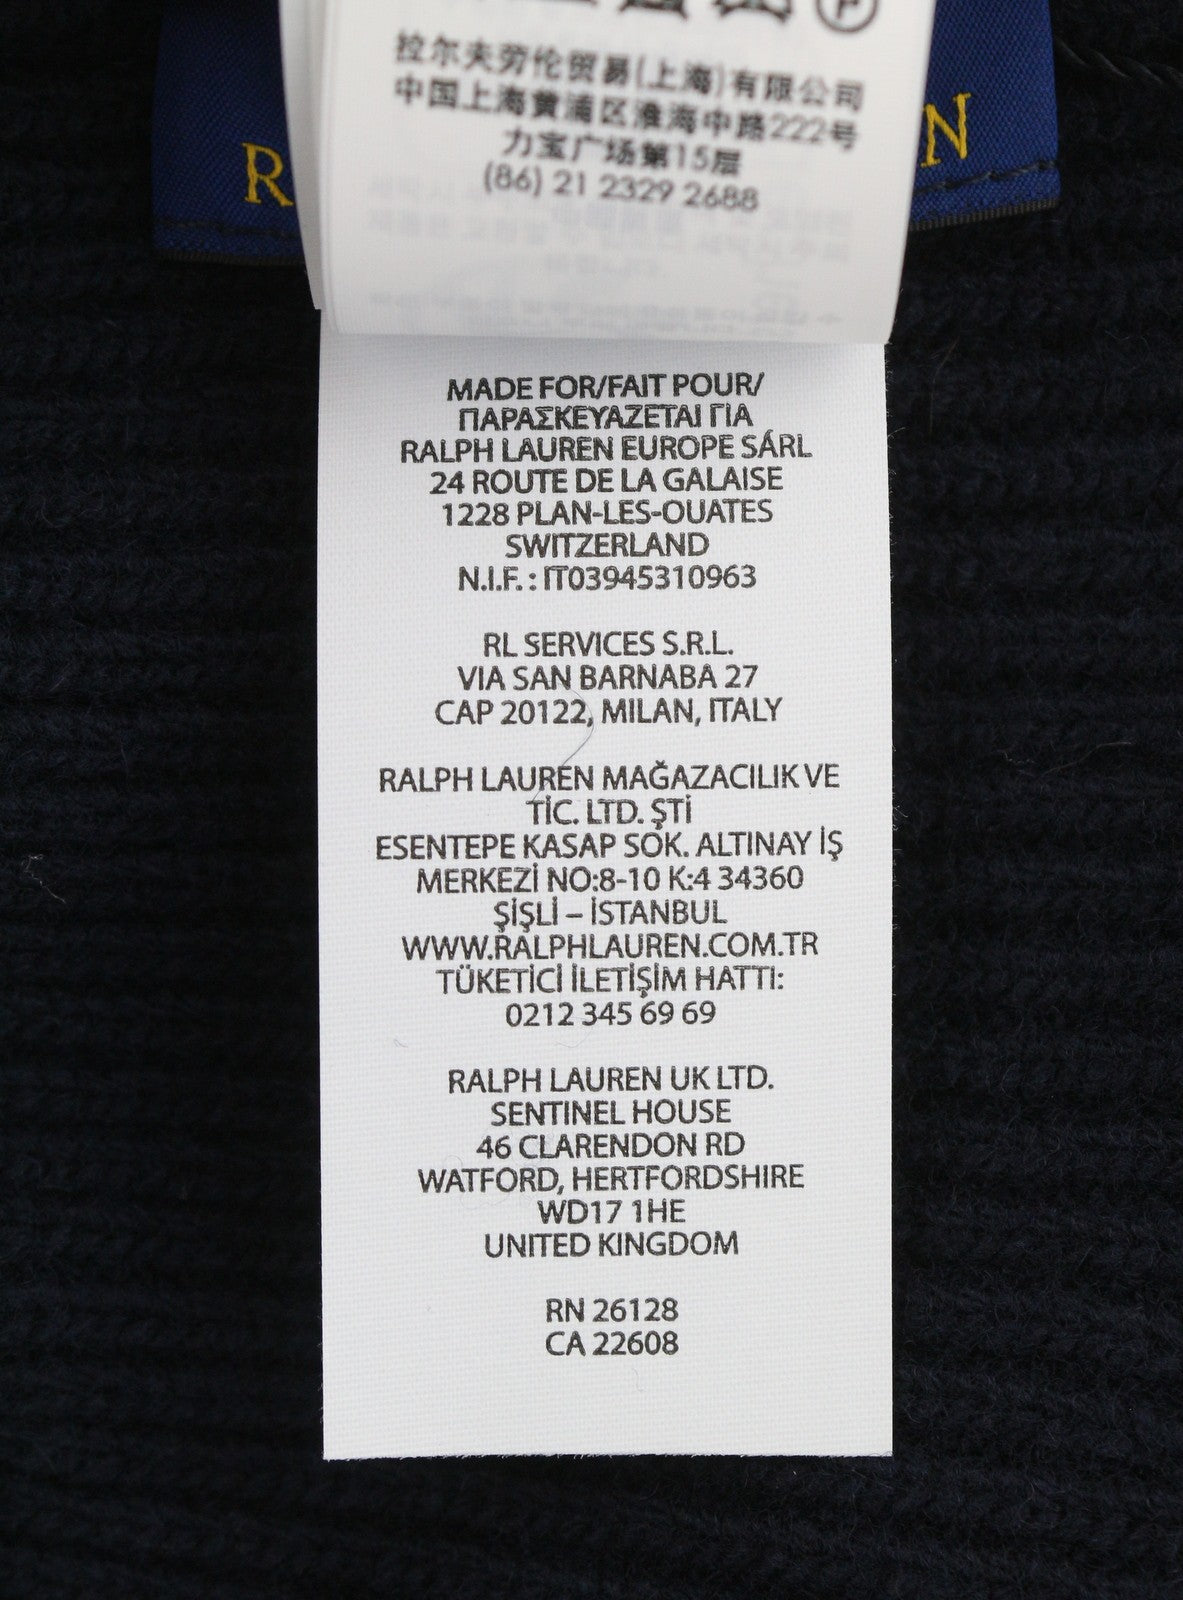 P
拉尔夫劳伦贸易(上海)有限公司
中国上海黄浦区淮海中路222号
力宝广场第15层
(86) 21 2329 2688
R
N
MADE FOR/FAIT POUR/
ΠΑΡΑΣΚΕΥΑΖΕΤΑΙ ΓΙΑ
RALPH LAUREN EUROPE SÁRL
24 ROUTE DE LA GALAISE
1228 PLAN-LES-OUATES
SWITZERLAND
N.I.F. : IT03945310963
RL SERVICES S.R.L.
VIA SAN BARNABA 27
CAP 20122, MILAN, ITALY
RALPH LAUREN MAĞAZACILIK VE
TİC. LTD. ŞTİ
ESENTEPE KASAP SOK. ALTINAY İŞ
MERKEZİ NO:8-10 K:4 34360
ŞİŞLİ – İSTANBUL
WWW.RALPHLAUREN.COM.TR
TÜKETİCİ İLETİŞİM HATTI:
0212 345 69 69
RALPH LAUREN UK LTD.
SENTINEL HOUSE
46 CLARENDON RD
WATFORD, HERTFORDSHIRE
WD17 1HE
UNITED KINGDOM
RN 26128
CA 22608